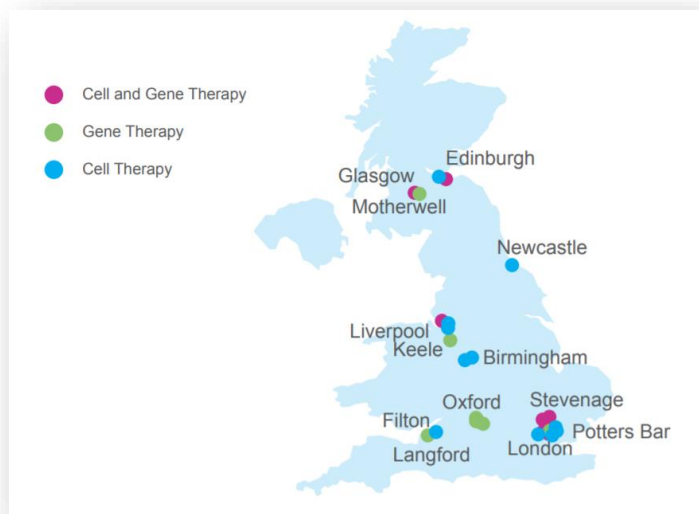 Cell and Gene Therapy
Gene Therapy
Cell Therapy
Edinburgh
Glasgow
Motherwell
Newcastle
Liverpool
Keele
Birmingham
Oxford
Stevenage
Filton
Potters Bar
Langford
London